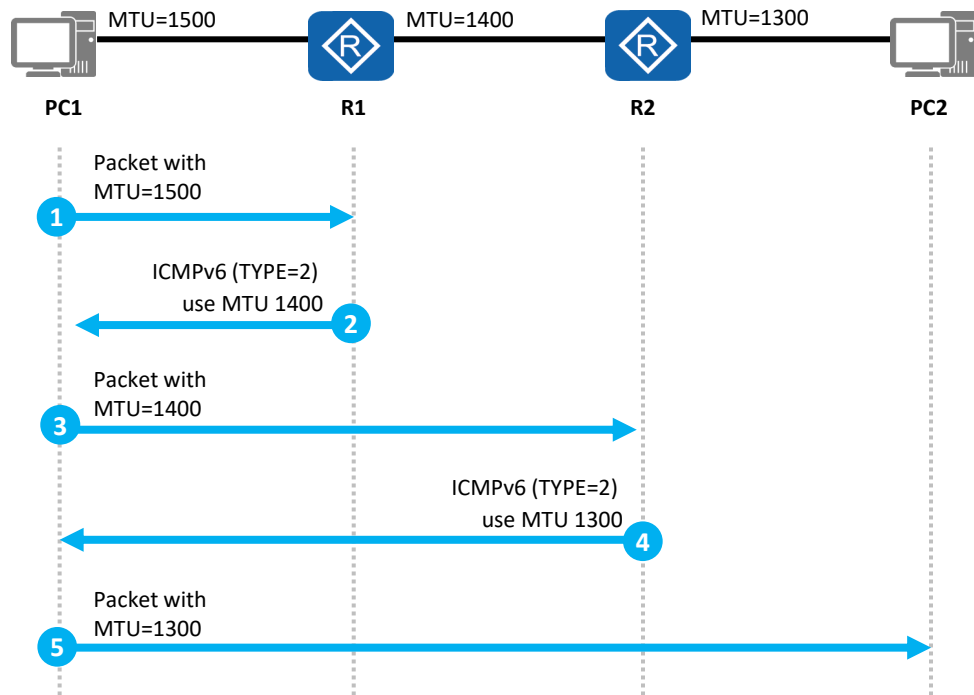 MTU=1500
MTU=1400
MTU=1300
R
R
PC1
R1
R2
PC2
Packet with
MTU=1500
1
ICMPv6 (TYPE=2)
use MTU 1400
2
Packet with
MTU=1400
3
ICMPv6 (TYPE=2)
use MTU 1300
4
Packet with
MTU=1300
5